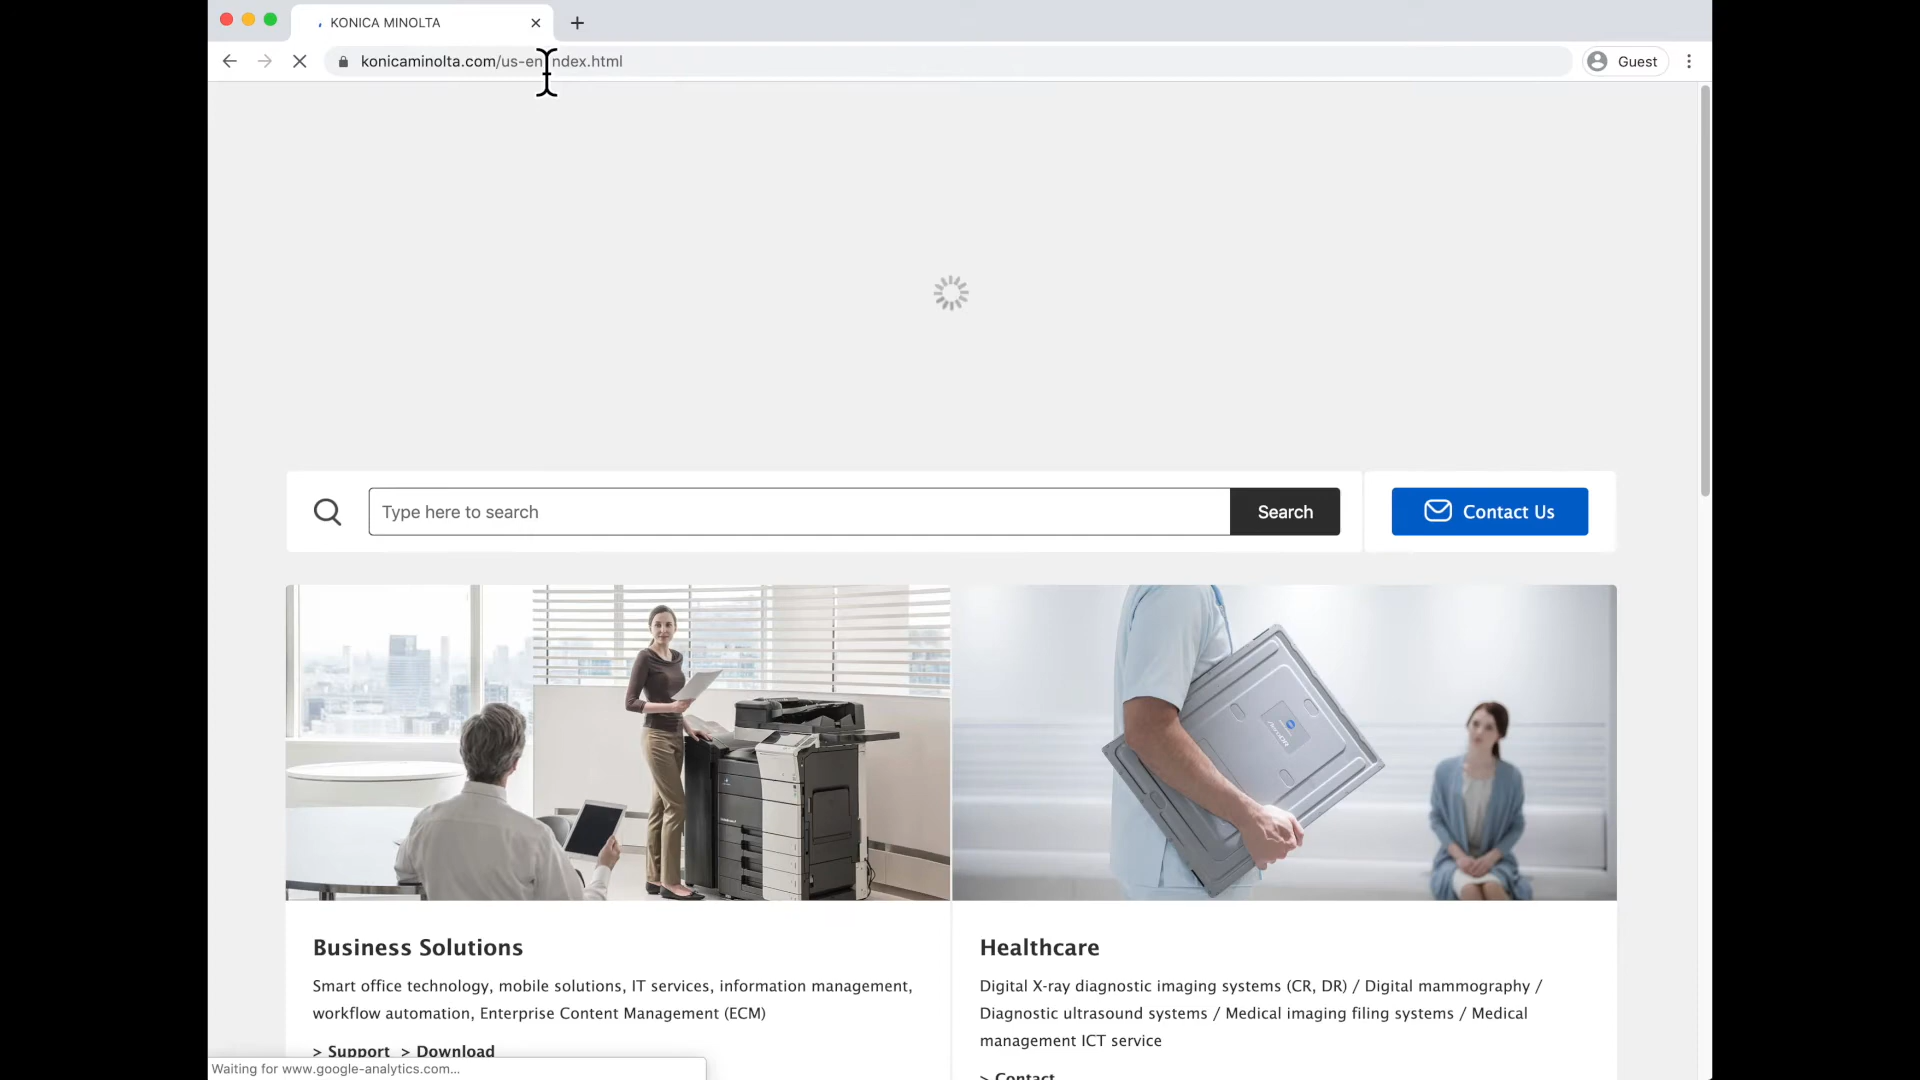 KONICA MINOLTA
konicaminolta.com/us-en ndex.html
Guest
Type here to search
Search
Contact Us
Business Solutions
Smart office technology, mobile solutions, IT services, information management,
workflow automation, Enterprise Content Management (ECM)
> Support > Download
Healthcare
Digital X-ray diagnostic imaging systems (CR, DR) / Digital mammography /
Diagnostic ultrasound systems / Medical imaging filing systems / Medical
management ICT service
> Contact
Waiting for www.google-analytics.com...